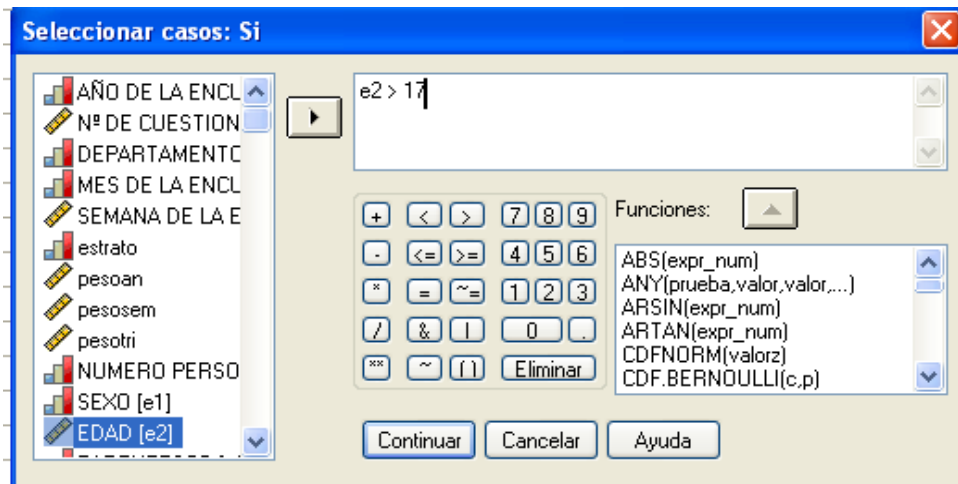 Seleccionar casos: Si
AÑO DE LA ENCL
Nº DE CUESTION
DEPARTAMENTO
MES DE LA ENCL
SEMANA DE LA E
estrato
pesoan
pesosem
pesotri
NUMERO PERSO
SEXO [e1]
EDAD [e2]
e2 > 17
+ < > 7 8 9
- <= >= 4 5 6
* = ~= 1 2 3
/ & | 0 .
** ~ ( ) Eliminar
Funciones:
ABS(expr_num)
ANY(prueba,valor,valor,...)
ARSIN(expr_num)
ARTAN(expr_num)
CDFNORM(valorz)
CDF.BERNOULLI(c,p)
Continuar Cancelar Ayuda